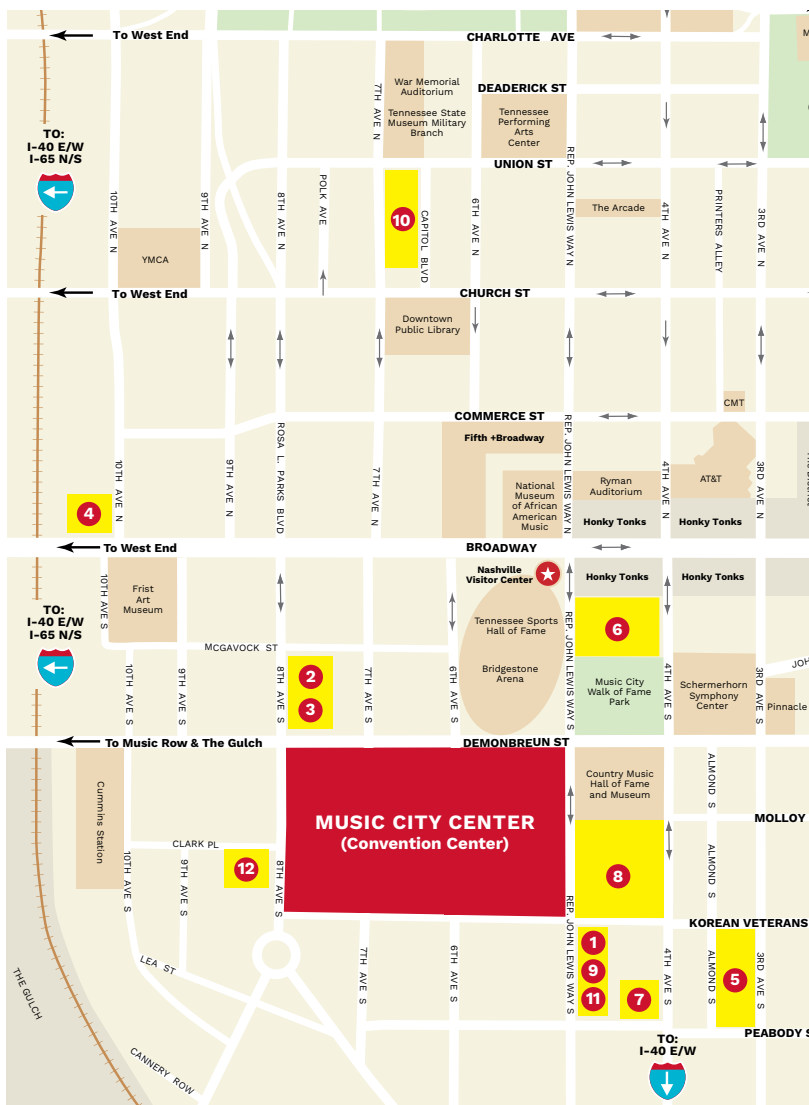 To West End
CHARLOTTE AVE
M
7TH AVE N
War Memorial
Auditorium
Tennessee State
Museum Military
Branch
DEADERICK ST
Tennessee
Performing
Arts
Center
TO:
I-40 E/W
I-65 N/S
UNION ST
10TH AVE N
9TH AVE N
8TH AVE N
POLK AVE
10
CAPITOL BLVD
6TH AVE N
REP. JOHN LEWIS WAY N
The Arcade
4TH AVE N
PRINTERS ALLEY
3RD AVE N
YMCA
To West End
CHURCH ST
Downtown
Public Library
CMT
COMMERCE ST
10TH AVE N
9TH AVE N
ROSA L. PARKS BLVD
7TH AVE N
Fifth +Broadway
National
Museum
of African
American
Music
REP. JOHN LEWIS WAY N
Ryman
Auditorium
4TH AVE N
AT&T
3RD AVE N
4
Honky Tonks
Honky Tonks
To West End
BROADWAY
10TH AVE S
Frist
Art
Museum
Nashville
Visitor Center
Honky Tonks
Honky Tonks
TO:
I-40 E/W
I-65 N/S
Tennessee Sports
Hall of Fame
Bridgestone
Arena
REP. JOHN LEWIS WAY S
6
MCGAVOCK ST
10TH AVE S
9TH AVE S
8TH AVE S
2
3
7TH AVE S
6TH AVE S
Music City
Walk of Fame
Park
4TH AVE S
Schermerhorn
Symphony
Center
3RD AVE S
JOH
Pinnacle
To Music Row & The Gulch
DEMONBREUN ST
Cummins Station
MUSIC CITY CENTER
(Convention Center)
Country Music
Hall of Fame
and Museum
ALMOND S
MOLLOY
CLARK PL
10TH AVE S
9TH AVE S
12
8TH AVE S
8
ALMOND S
KOREAN VETERANS
REP. JOHN LEWIS WAY S
1
9
11
7
4TH AVE S
ALMOND S
5
3RD AVE S
LEA ST
7TH AVE S
6TH AVE S
THE GULCH
CANNERY ROW
PEABODY S
TO:
I-40 E/W